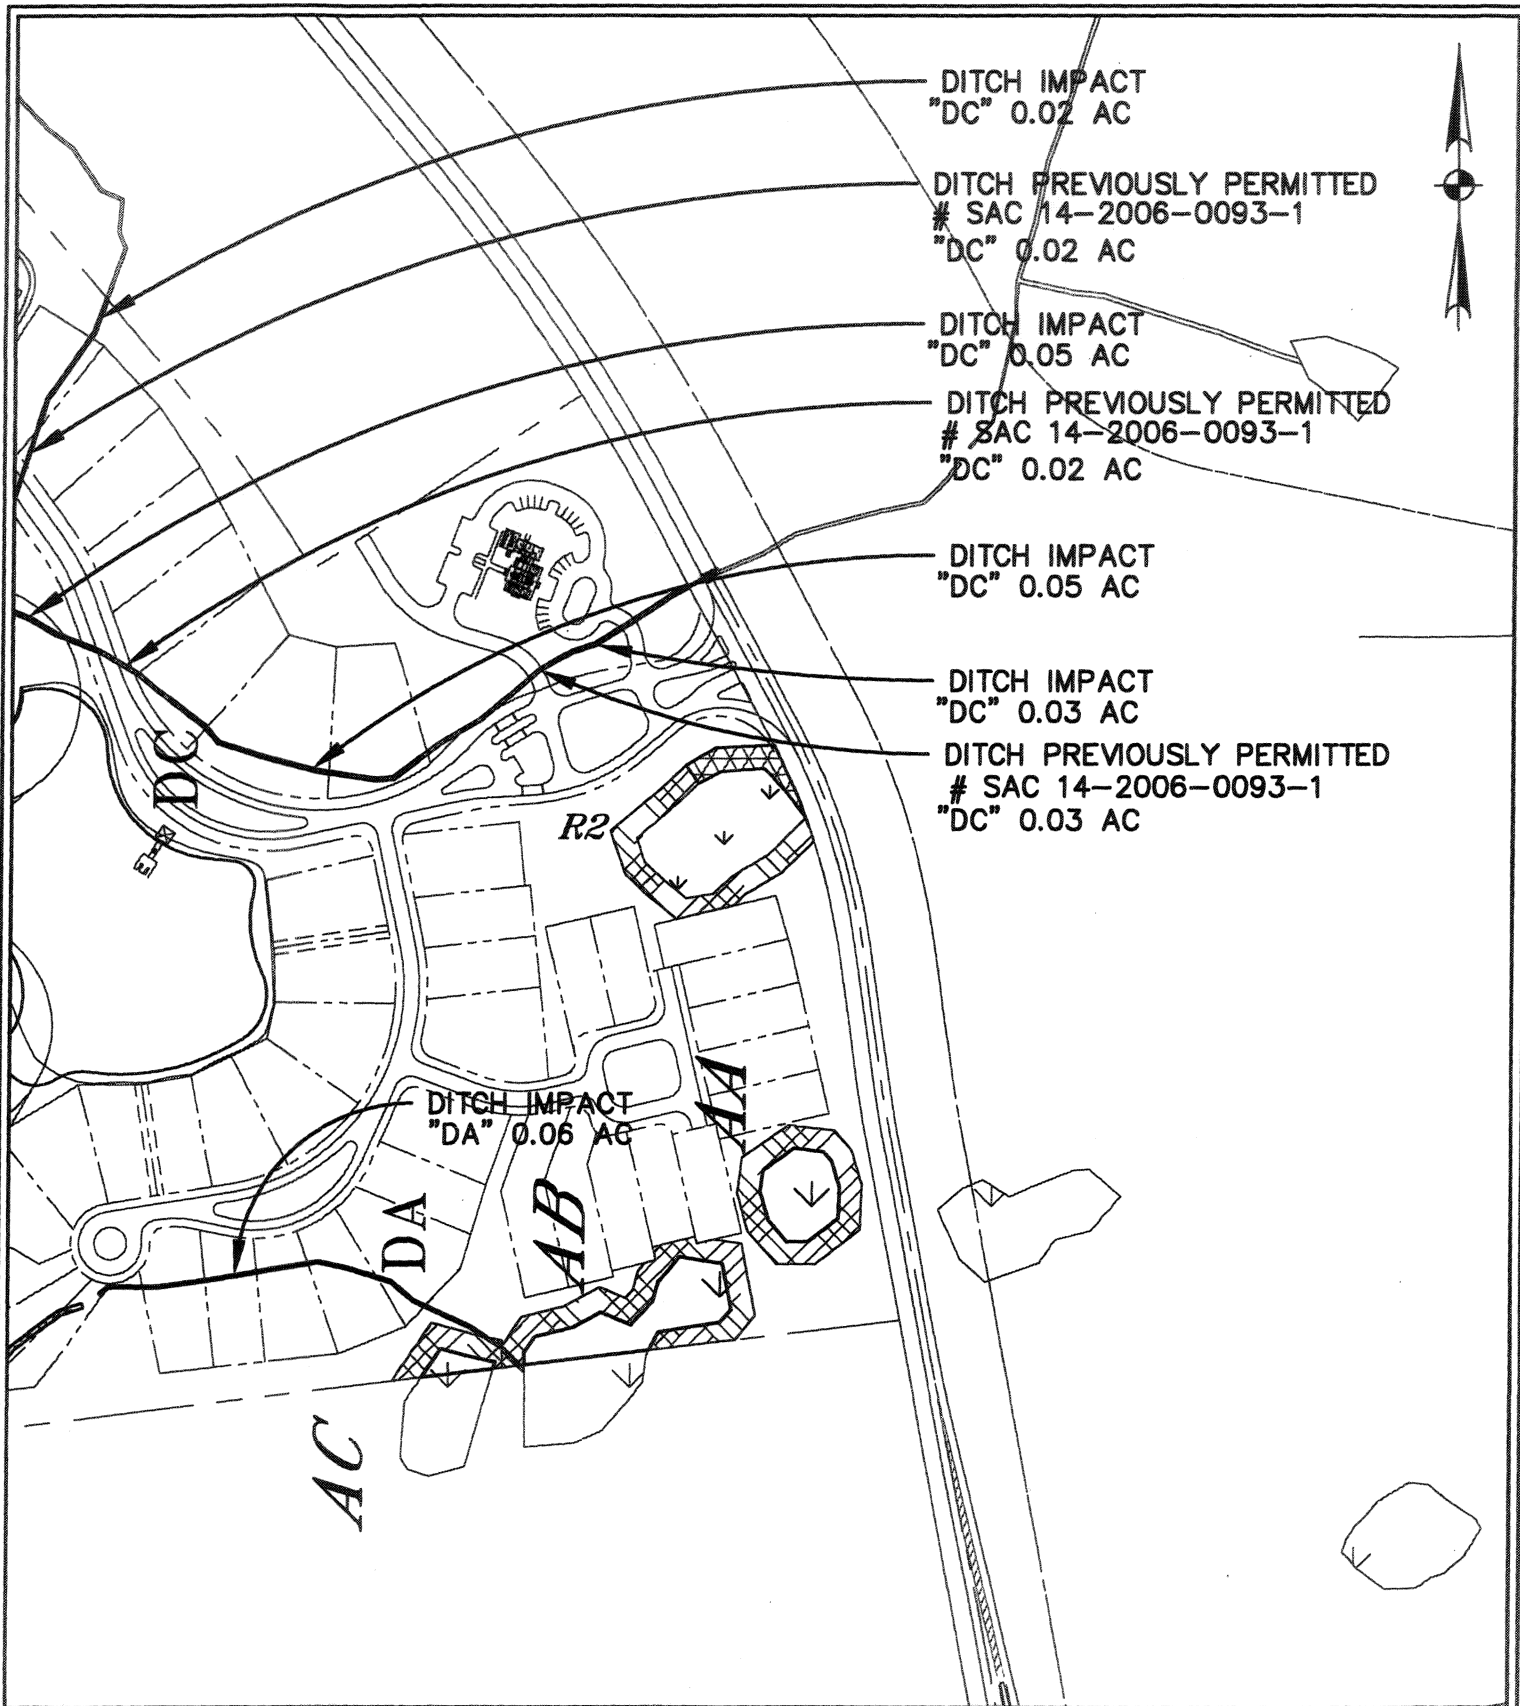 DITCH IMPACT
"DC" 0.02 AC
DITCH PREVIOUSLY PERMITTED
# SAC 14-2006-0093-1
"DC" 0.02 AC
DITCH IMPACT
"DC" 0.05 AC
DITCH PREVIOUSLY PERMITTED
# SAC 14-2006-0093-1
"DC" 0.02 AC
DITCH IMPACT
"DC" 0.05 AC
DITCH IMPACT
"DC" 0.03 AC
DITCH PREVIOUSLY PERMITTED
# SAC 14-2006-0093-1
"DC" 0.03 AC
DC
R2
AA
DITCH IMPACT
"DA" 0.06 AC
DA
AB
AC